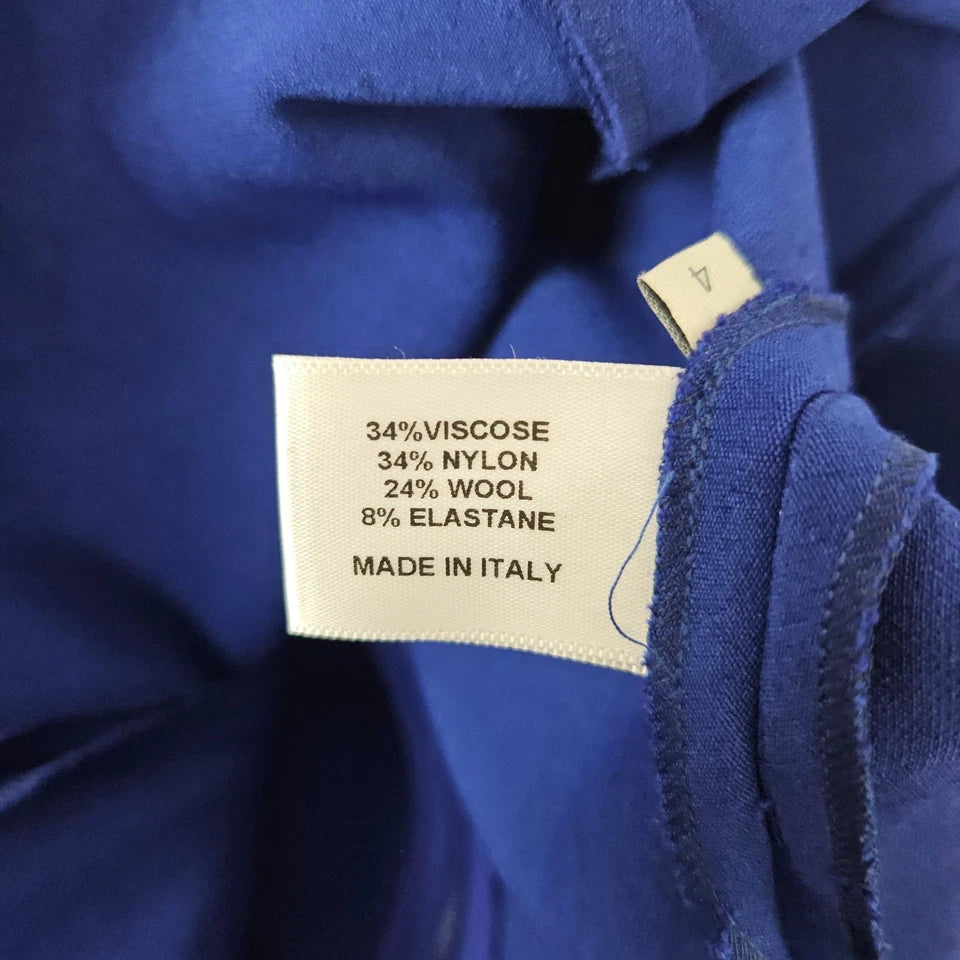 4
34%VISCOSE
34% NYLON
24% WOOL
8% ELASTANE
MADE IN ITALY